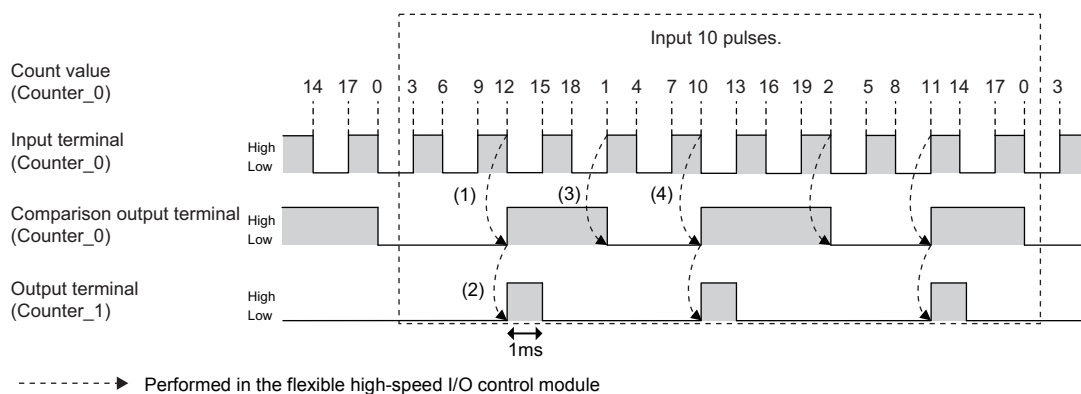 Input 10 pulses.
Count value
(Counter_0)
14 17 0 3 6 9 12 15 18 1 4 7 10 13 16 19 2 5 8 11 14 17 0 3
Input terminal
(Counter_0)
High
Low
(1) (3) (4)
Comparison output terminal
(Counter_0)
High
Low
(2)
Output terminal
(Counter_1)
High
Low
1ms
Performed in the flexible high-speed I/O control module